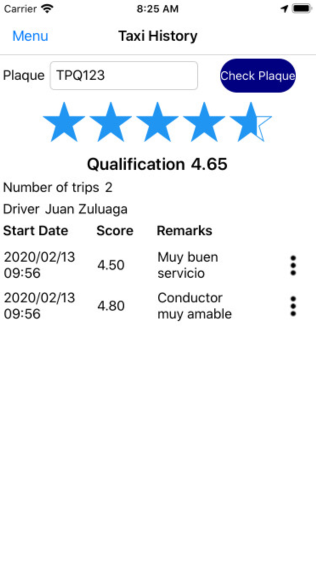 Carrier 8:25 AM
Menu Taxi History
Plaque TPQ123 Check Plaque
Qualification 4.65
Number of trips 2
Driver Juan Zuluaga
Start Date Score Remarks
2020/02/13 09:56 4.50 Muy buen servicio
2020/02/13 09:56 4.80 Conductor muy amable